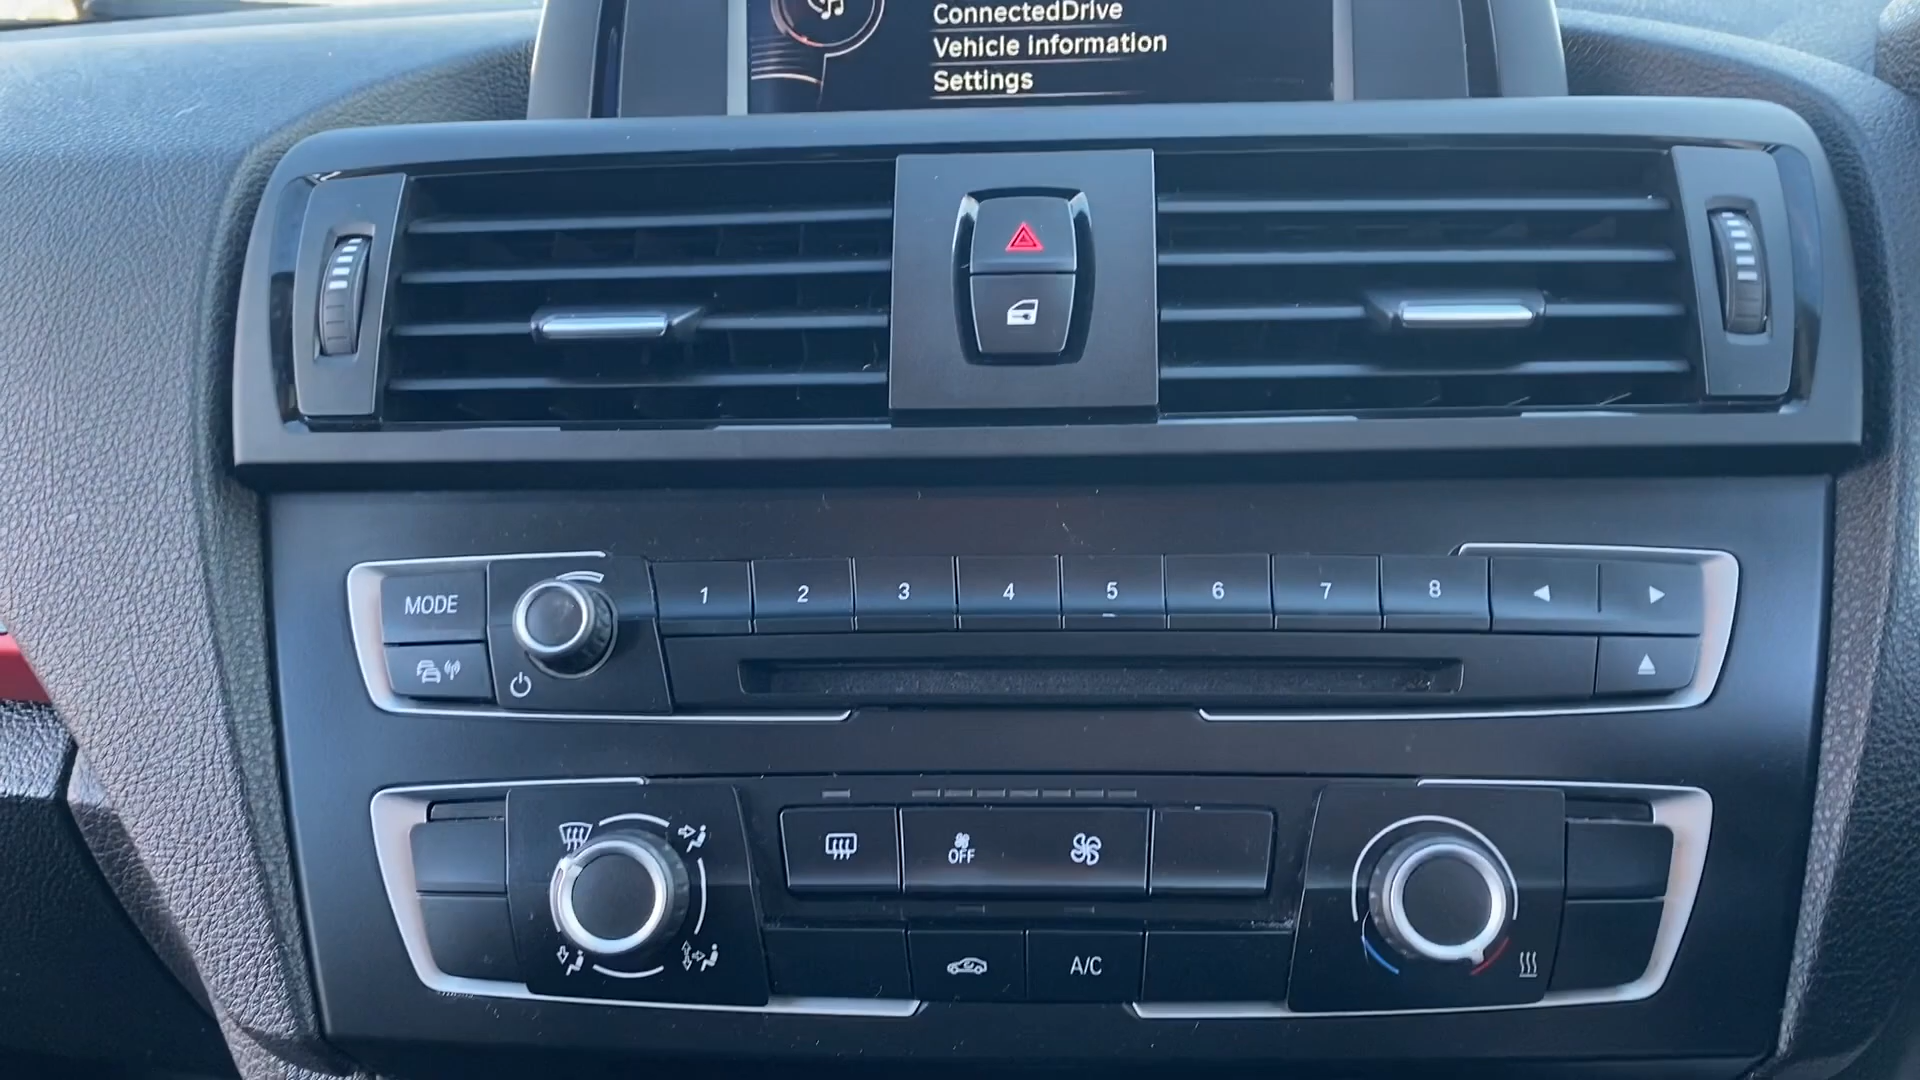 ConnectedDrive
Vehicle information
Settings
MODE
1 2 3 4 5 6 7 8
OFF
A/C